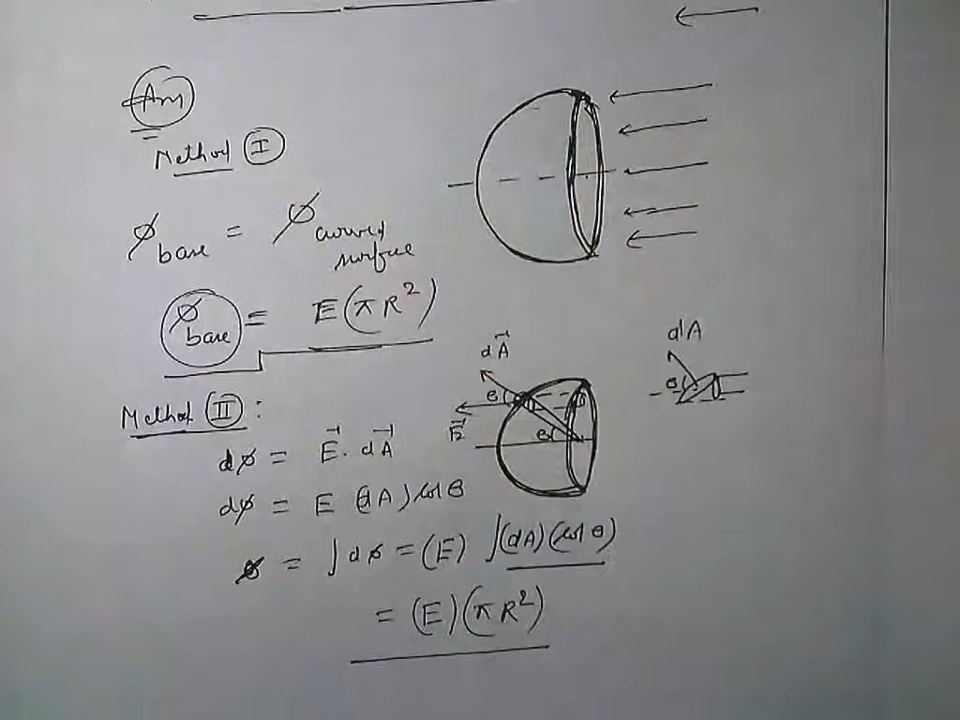 Ans
Method I
ϕ base = ϕ curved surface
ϕ base = E(πR²)
Method II :
dϕ = E⃗ . dA⃗
dϕ = E (dA) cos θ
ϕ = ∫dϕ = (E) ∫(dA)(cos θ)
= (E)(πR²)
dA⃗
θ
E⃗
θ
dA
θ